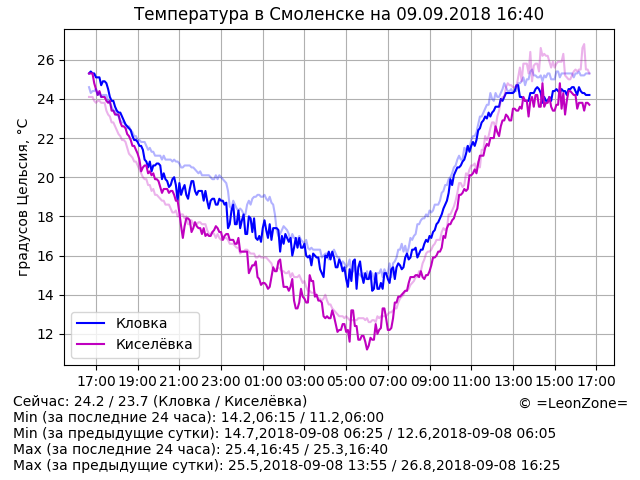 Температура в Смоленске на 09.09.2018 16:40
градусов Цельсия, °C
26
24
22
20
18
16
14
12
Кловка
Киселёвка
17:00 19:00 21:00 23:00 01:00 03:00 05:00 07:00 09:00 11:00 13:00 15:00 17:00
Сейчас: 24.2 / 23.7 (Кловка / Киселёвка)
© =LeonZone=
Min (за последние 24 часа): 14.2,06:15 / 11.2,06:00
Min (за предыдущие сутки): 14.7,2018-09-08 06:25 / 12.6,2018-09-08 06:05
Max (за последние 24 часа): 25.4,16:45 / 25.3,16:40
Max (за предыдущие сутки): 25.5,2018-09-08 13:55 / 26.8,2018-09-08 16:25